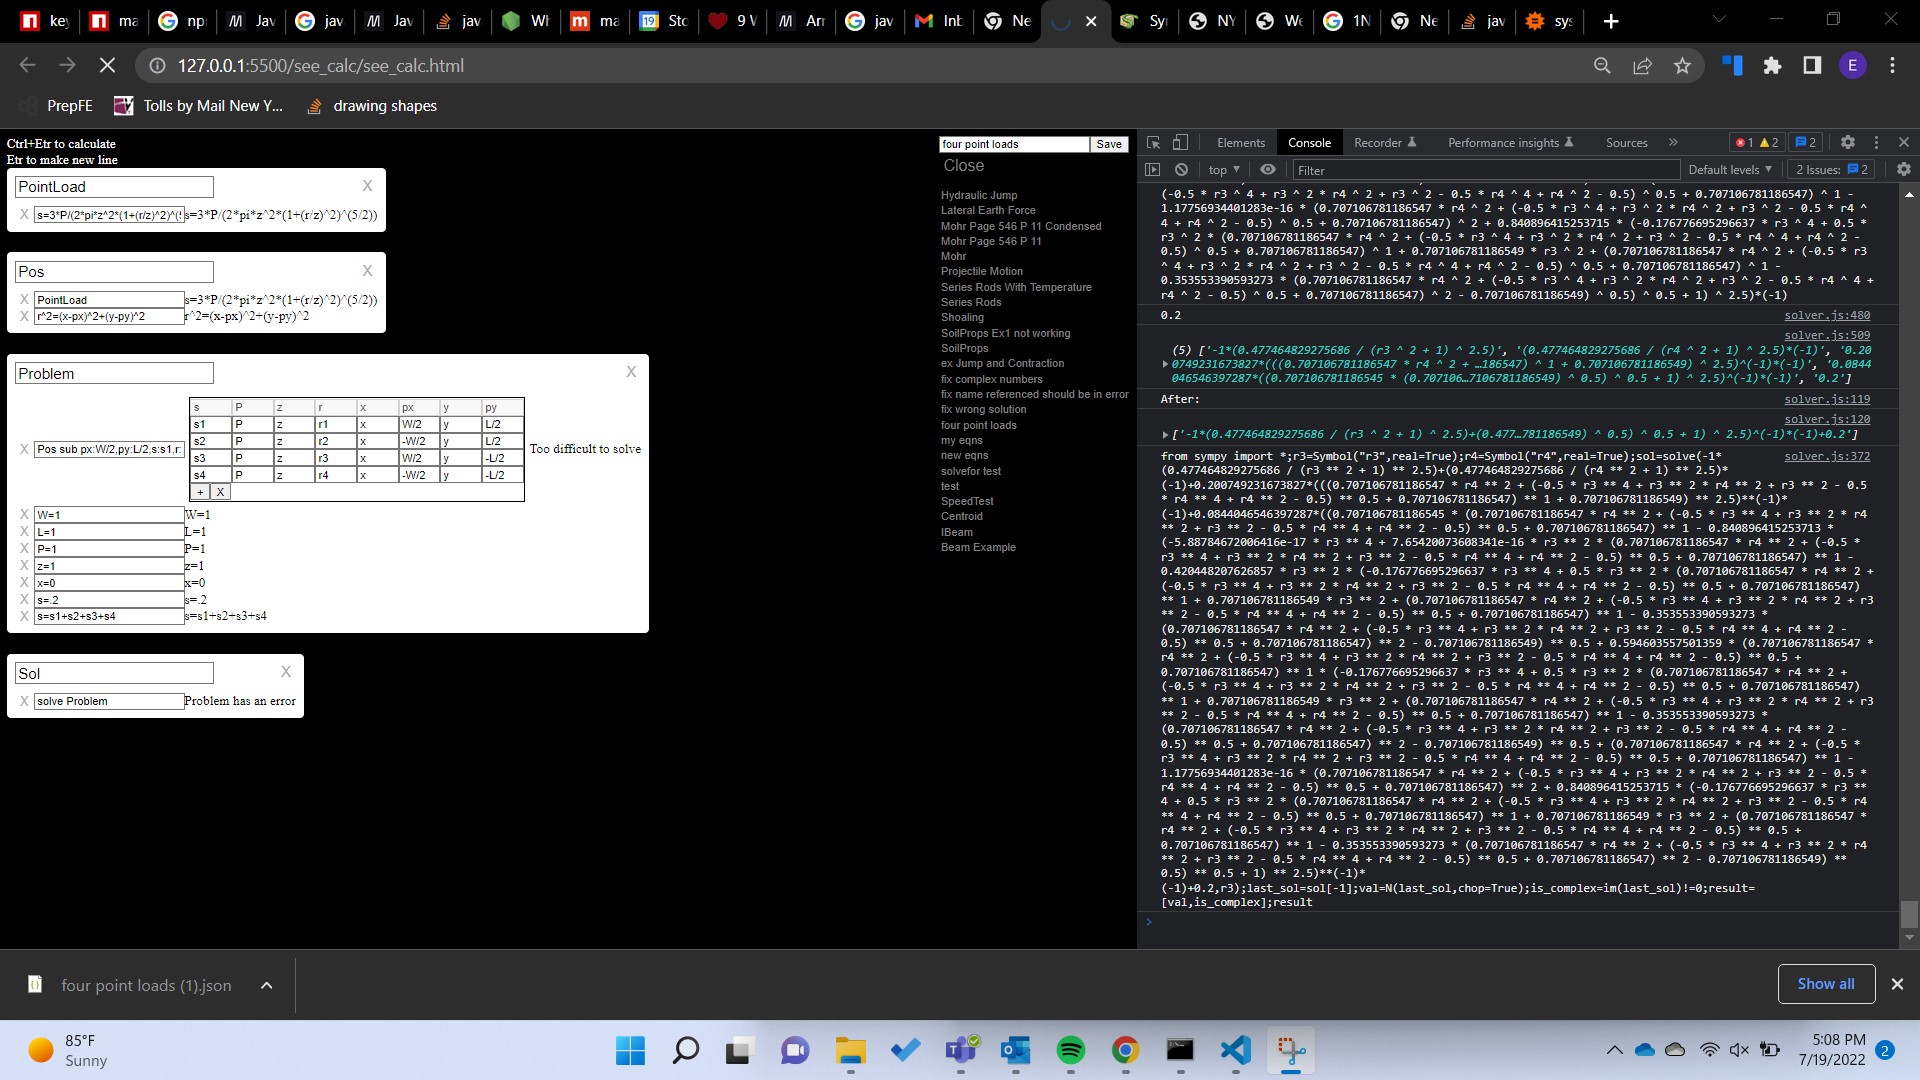 key
ma
np
Jav
jav
Jav
jav
Wh
ma
19
Sto
9 V
Arr
jav
Inb
Ne
Syr
NY
We
1N
Ne
jav
sys
127.0.0.1:5500/see_calc/see_calc.html
E
PrepFE
Tolls by Mail New Y...
drawing shapes
Ctrl+Etr to calculate
Etr to make new line
PointLoad
X
X
s=3*P/(2*pi*z^2*(1+(r/z)^2)^(5/2))
Pos
X
X PointLoad s=3*P/(2*pi*z^2*(1+(r/z)^2)^(5/2))
X r^2=(x-px)^2+(y-py)^2 r^2=(x-px)^2+(y-py)^2
Problem
X
s P z r x px y py
s1 P z r1 x W/2 y L/2
s2 P z r2 x -W/2 y L/2
s3 P z r3 x W/2 y -L/2
s4 P z r4 x -W/2 y -L/2
+ X
X Pos sub px:W/2,py:L/2,s:s1,r: Too difficult to solve
X W=1 W=1
X L=1 L=1
X P=1 P=1
X z=1 z=1
X x=0 x=0
X s=.2 s=.2
X s=s1+s2+s3+s4 s=s1+s2+s3+s4
Sol
X
X solve Problem Problem has an error
four point loads Save
Close
Hydraulic Jump
Lateral Earth Force
Mohr Page 546 P 11 Condensed
Mohr Page 546 P 11
Mohr
Projectile Motion
Series Rods With Temperature
Series Rods
Shoaling
SoilProps Ex1 not working
SoilProps
ex Jump and Contraction
fix complex numbers
fix name referenced should be in error
fix wrong solution
four point loads
my eqns
new eqns
solvefor test
test
SpeedTest
Centroid
IBeam
Beam Example
Elements Console Recorder Performance insights Sources » 1 2 2
top Filter Default levels 2 Issues: 2
(-0.5 * r3 ^ 4 + r3 ^ 2 * r4 ^ 2 + r3 ^ 2 - 0.5 * r4 ^ 4 + r4 ^ 2 - 0.5) ^ 0.5 + 0.707106781186547) ^ 1 -
1.17756934401283e-16 * (0.707106781186547 * r4 ^ 2 + (-0.5 * r3 ^ 4 + r3 ^ 2 * r4 ^ 2 + r3 ^ 2 - 0.5 * r4 ^
4 + r4 ^ 2 - 0.5) ^ 0.5 + 0.707106781186547) ^ 2 + 0.840896415253715 * (-0.176776695296637 * r3 ^ 4 + 0.5 *
r3 ^ 2 * (0.707106781186547 * r4 ^ 2 + (-0.5 * r3 ^ 4 + r3 ^ 2 * r4 ^ 2 + r3 ^ 2 - 0.5 * r4 ^ 4 + r4 ^ 2 -
0.5) ^ 0.5 + 0.707106781186547) ^ 1 + 0.707106781186549 * r3 ^ 2 + (0.707106781186547 * r4 ^ 2 + (-0.5 * r3
^ 4 + r3 ^ 2 * r4 ^ 2 + r3 ^ 2 - 0.5 * r4 ^ 4 + r4 ^ 2 - 0.5) ^ 0.5 + 0.707106781186547) ^ 1 -
0.353553390593273 * (0.707106781186547 * r4 ^ 2 + (-0.5 * r3 ^ 4 + r3 ^ 2 * r4 ^ 2 + r3 ^ 2 - 0.5 * r4 ^ 4 +
r4 ^ 2 - 0.5) ^ 0.5 + 0.707106781186547) ^ 2 - 0.707106781186549) ^ 0.5) ^ 0.5 + 1) ^ 2.5)*(-1)
0.2 solver.js:480
solver.js:509
(5) ['-1*(0.477464829275686 / (r3 ^ 2 + 1) ^ 2.5)', '(0.477464829275686 / (r4 ^ 2 + 1) ^ 2.5)*(-1)', '0.20
0749231673827*(((0.707106781186547 * r4 ^ 2 + …186547) ^ 1 + 0.707106781186549) ^ 2.5)^(-1)*(-1)', '0.0844
046546397287*((0.707106781186545 * (0.707106…7106781186549) ^ 0.5) ^ 0.5 + 1) ^ 2.5)^(-1)*(-1)', '0.2']
After: solver.js:119
solver.js:120
['-1*(0.477464829275686 / (r3 ^ 2 + 1) ^ 2.5)+(0.477…781186549) ^ 0.5) ^ 0.5 + 1) ^ 2.5)^(-1)*(-1)+0.2']
from sympy import *;r3=Symbol("r3",real=True);r4=Symbol("r4",real=True);sol=solve(-1* solver.js:372
(0.477464829275686 / (r3 ** 2 + 1) ** 2.5)+(0.477464829275686 / (r4 ** 2 + 1) ** 2.5)*
(-1)+0.200749231673827*(((0.707106781186547 * r4 ** 2 + (-0.5 * r3 ** 4 + r3 ** 2 * r4 ** 2 + r3 ** 2 - 0.5
* r4 ** 4 + r4 ** 2 - 0.5) ** 0.5 + 0.707106781186547) ** 1 + 0.707106781186549) ** 2.5)**(-1)*
(-1)+0.0844046546397287*((0.707106781186545 * (0.707106781186547 * r4 ** 2 + (-0.5 * r3 ** 4 + r3 ** 2 * r4
** 2 + r3 ** 2 - 0.5 * r4 ** 4 + r4 ** 2 - 0.5) ** 0.5 + 0.707106781186547) ** 1 - 0.840896415253713 *
(-5.88784672006416e-17 * r3 ** 4 + 7.65420073608341e-16 * r3 ** 2 * (0.707106781186547 * r4 ** 2 + (-0.5 *
r3 ** 4 + r3 ** 2 * r4 ** 2 + r3 ** 2 - 0.5 * r4 ** 4 + r4 ** 2 - 0.5) ** 0.5 + 0.707106781186547) ** 1 -
0.420448207626857 * r3 ** 2 * (-0.176776695296637 * r3 ** 4 + 0.5 * r3 ** 2 * (0.707106781186547 * r4 ** 2 +
(-0.5 * r3 ** 4 + r3 ** 2 * r4 ** 2 + r3 ** 2 - 0.5 * r4 ** 4 + r4 ** 2 - 0.5) ** 0.5 + 0.707106781186547)
** 1 + 0.707106781186549 * r3 ** 2 + (0.707106781186547 * r4 ** 2 + (-0.5 * r3 ** 4 + r3 ** 2 * r4 ** 2 + r3
** 2 - 0.5 * r4 ** 4 + r4 ** 2 - 0.5) ** 0.5 + 0.707106781186547) ** 1 - 0.353553390593273 *
(0.707106781186547 * r4 ** 2 + (-0.5 * r3 ** 4 + r3 ** 2 * r4 ** 2 + r3 ** 2 - 0.5 * r4 ** 4 + r4 ** 2 -
0.5) ** 0.5 + 0.707106781186547) ** 2 - 0.707106781186549) ** 0.5 + 0.594603557501359 * (0.707106781186547 *
r4 ** 2 + (-0.5 * r3 ** 4 + r3 ** 2 * r4 ** 2 + r3 ** 2 - 0.5 * r4 ** 4 + r4 ** 2 - 0.5) ** 0.5 +
0.707106781186547) ** 1 * (-0.176776695296637 * r3 ** 4 + 0.5 * r3 ** 2 * (0.707106781186547 * r4 ** 2 +
(-0.5 * r3 ** 4 + r3 ** 2 * r4 ** 2 + r3 ** 2 - 0.5 * r4 ** 4 + r4 ** 2 - 0.5) ** 0.5 + 0.707106781186547)
** 1 + 0.707106781186549 * r3 ** 2 + (0.707106781186547 * r4 ** 2 + (-0.5 * r3 ** 4 + r3 ** 2 * r4 ** 2 + r3
** 2 - 0.5 * r4 ** 4 + r4 ** 2 - 0.5) ** 0.5 + 0.707106781186547) ** 1 - 0.353553390593273 *
(0.707106781186547 * r4 ** 2 + (-0.5 * r3 ** 4 + r3 ** 2 * r4 ** 2 + r3 ** 2 - 0.5 * r4 ** 4 + r4 ** 2 -
0.5) ** 0.5 + 0.707106781186547) ** 2 - 0.707106781186549) ** 0.5 + (0.707106781186547 * r4 ** 2 + (-0.5 *
r3 ** 4 + r3 ** 2 * r4 ** 2 + r3 ** 2 - 0.5 * r4 ** 4 + r4 ** 2 - 0.5) ** 0.5 + 0.707106781186547) ** 1 -
1.17756934401283e-16 * (0.707106781186547 * r4 ** 2 + (-0.5 * r3 ** 4 + r3 ** 2 * r4 ** 2 + r3 ** 2 - 0.5 *
r4 ** 4 + r4 ** 2 - 0.5) ** 0.5 + 0.707106781186547) ** 2 + 0.840896415253715 * (-0.176776695296637 * r3 **
4 + 0.5 * r3 ** 2 * (0.707106781186547 * r4 ** 2 + (-0.5 * r3 ** 4 + r3 ** 2 * r4 ** 2 + r3 ** 2 - 0.5 * r4
** 4 + r4 ** 2 - 0.5) ** 0.5 + 0.707106781186547) ** 1 + 0.707106781186549 * r3 ** 2 + (0.707106781186547 *
r4 ** 2 + (-0.5 * r3 ** 4 + r3 ** 2 * r4 ** 2 + r3 ** 2 - 0.5 * r4 ** 4 + r4 ** 2 - 0.5) ** 0.5 +
0.707106781186547) ** 1 - 0.353553390593273 * (0.707106781186547 * r4 ** 2 + (-0.5 * r3 ** 4 + r3 ** 2 * r4
** 2 + r3 ** 2 - 0.5 * r4 ** 4 + r4 ** 2 - 0.5) ** 0.5 + 0.707106781186547) ** 2 - 0.707106781186549) **
0.5) ** 0.5 + 1) ** 2.5)**(-1)*
(-1)+0.2,r3);last_sol=sol[-1];val=N(last_sol,chop=True);is_complex=im(last_sol)!=0;result=
[val,is_complex];result
four point loads (1).json
Show all
85°F
Sunny
5:08 PM
7/19/2022
2